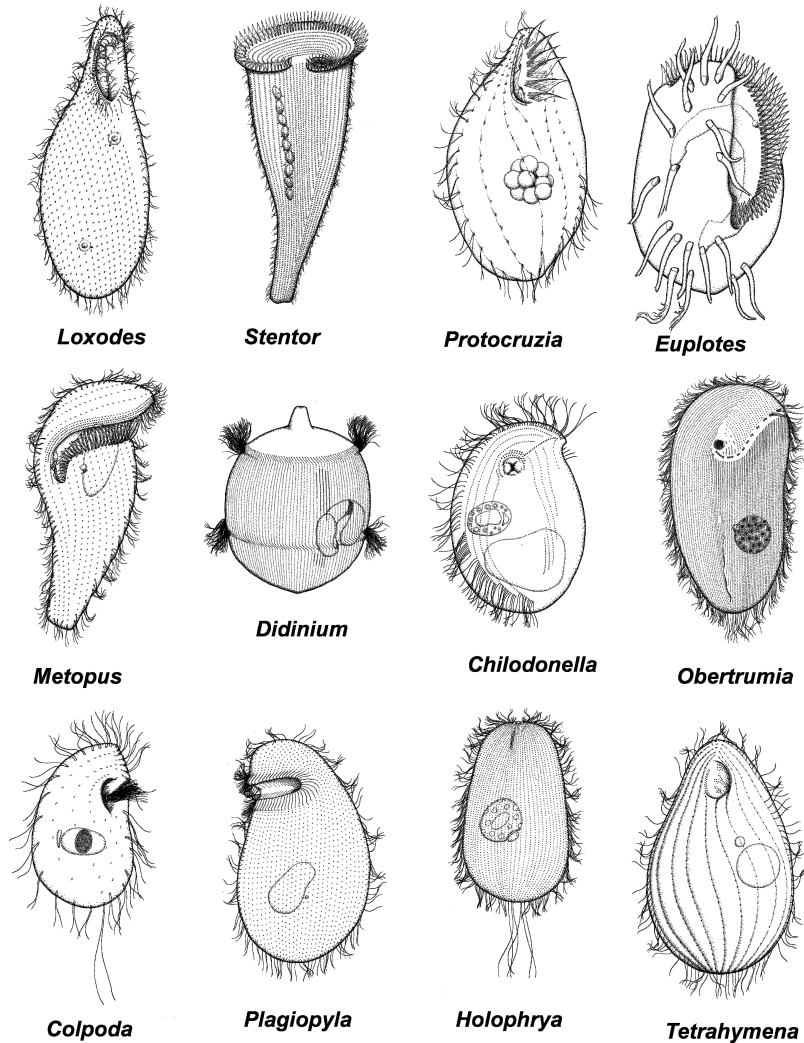 Loxodes
Stentor
Protocruzia
Euplotes
Metopus
Didinium
Chilodonella
Obertrumia
Colpoda
Plagiopyla
Holophrya
Tetrahymena